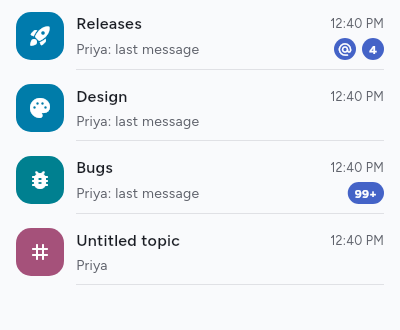 Releases 12:40 PM
Priya: last message @ 4
Design 12:40 PM
Priya: last message
Bugs 12:40 PM
Priya: last message 99+
# Untitled topic 12:40 PM
Priya